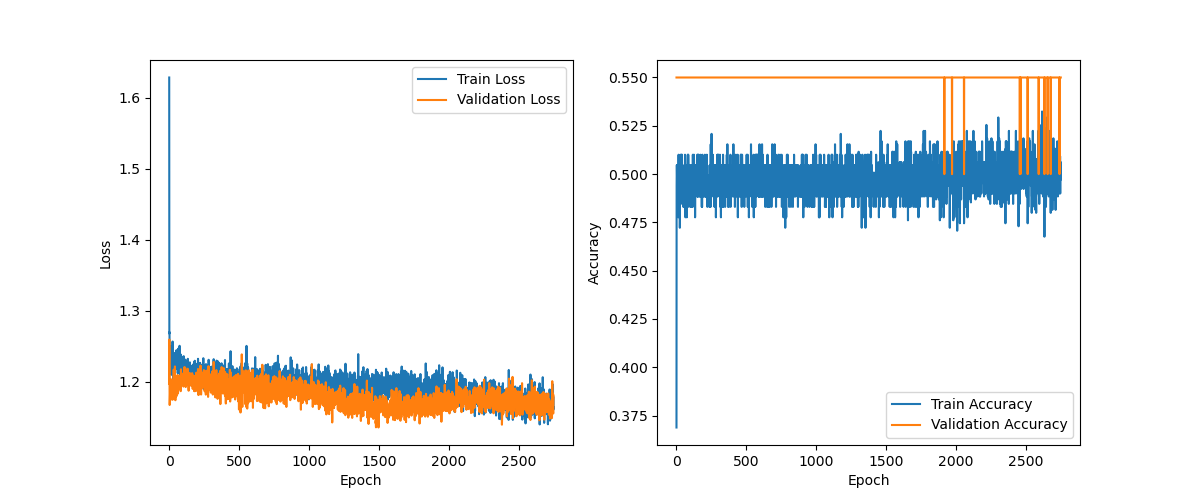 Train Loss
Validation Loss
1.6
1.5
1.4
1.3
1.2
Loss
0 500 1000 1500 2000 2500
Epoch
0.550
0.525
0.500
0.475
0.450
0.425
0.400
0.375
Accuracy
Train Accuracy
Validation Accuracy
0 500 1000 1500 2000 2500
Epoch